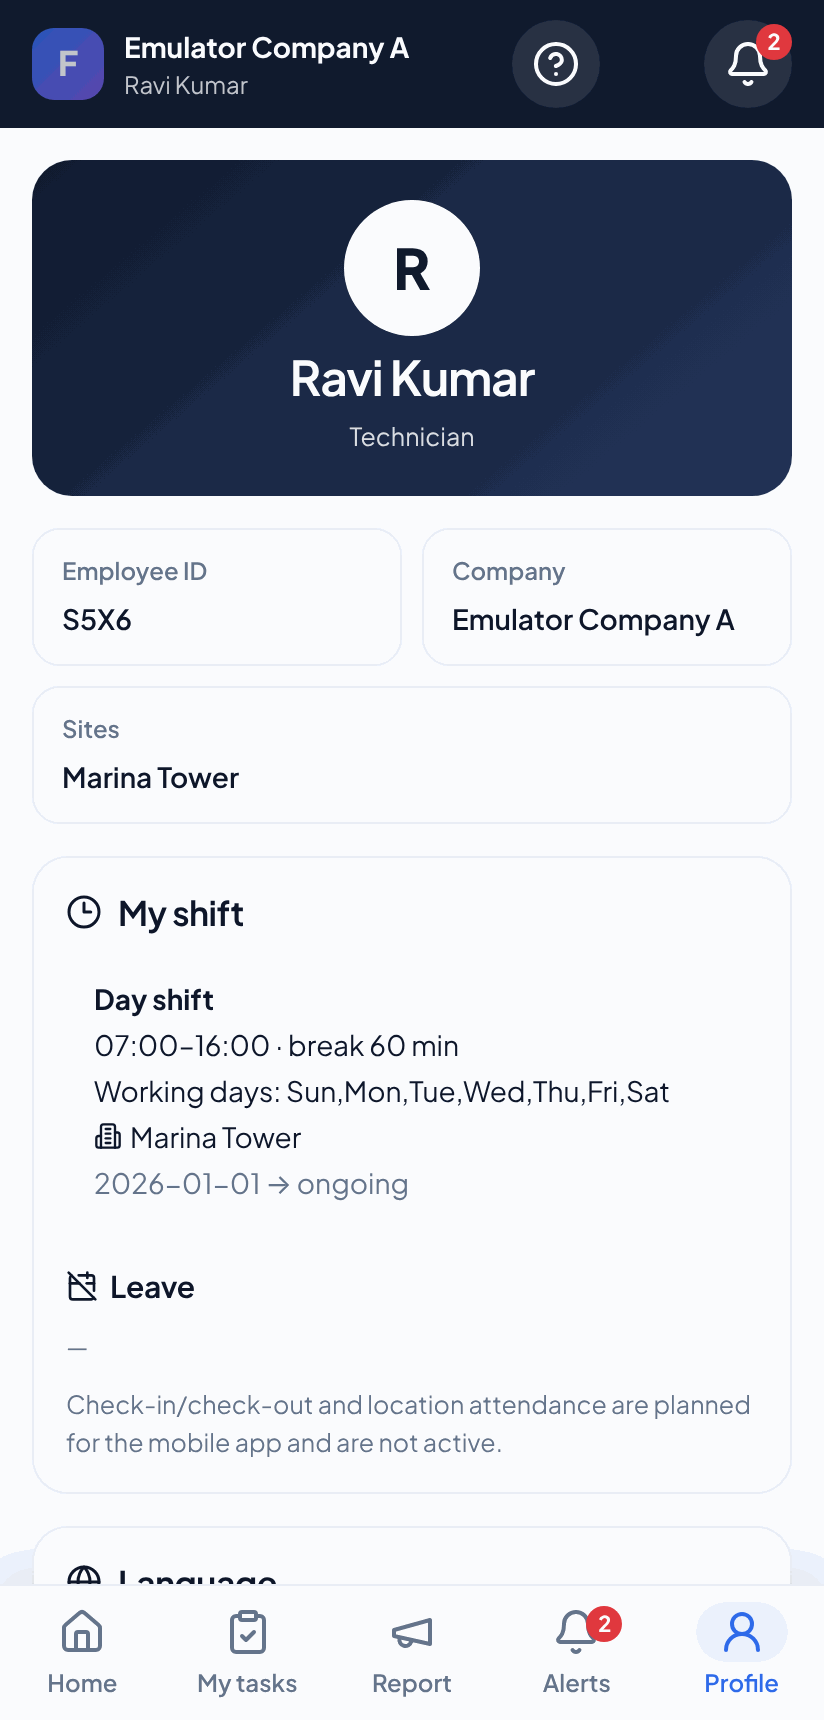 F
Emulator Company A
Ravi Kumar
2
R
Ravi Kumar
Technician
Employee ID
S5X6
Company
Emulator Company A
Sites
Marina Tower
My shift
Day shift
07:00–16:00 · break 60 min
Working days: Sun,Mon,Tue,Wed,Thu,Fri,Sat
Marina Tower
2026-01-01 → ongoing
Leave
—
Check-in/check-out and location attendance are planned
for the mobile app and are not active.
Language
2
Home
My tasks
Report
Alerts
Profile